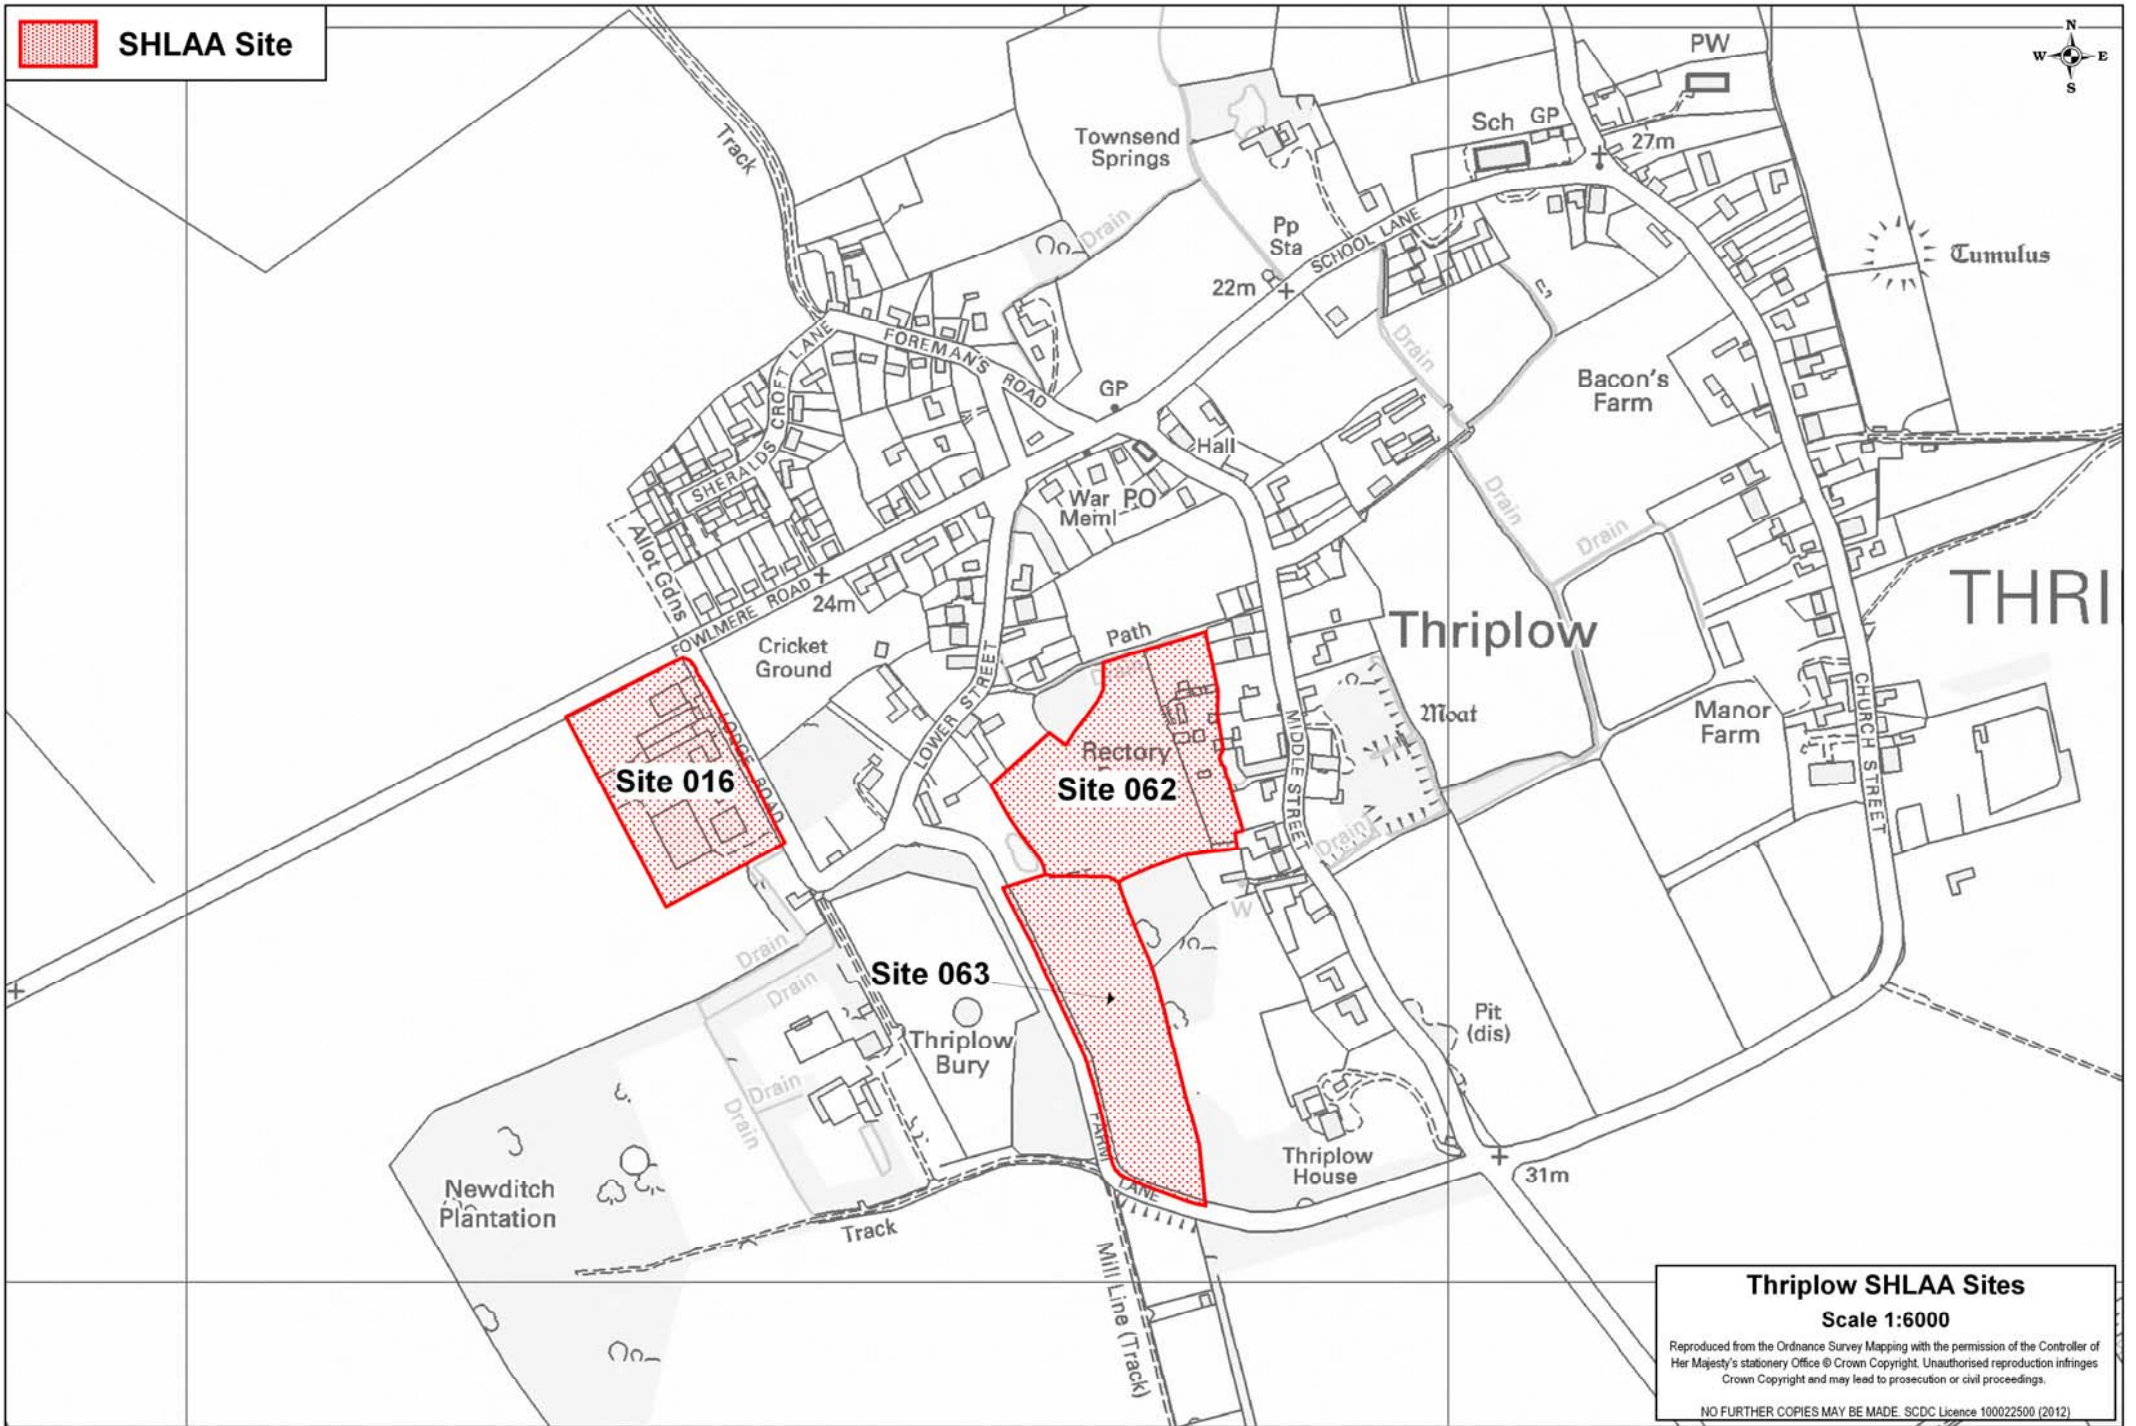 SHLAA Site
N
W
E
S
PW
Sch
GP
27m
Track
Townsend
Springs
Drain
Pp
Sta
SCHOOL LANE
22m
Tumulus
Drain
FOREMAN'S ROAD
SHERALDS CROFT LANE
GP
Bacon's
Farm
Hall
War
Meml
PO
Drain
Drain
Allot Gdns
FOWLMERE ROAD
24m
Cricket
Ground
LOWER STREET
Path
Thriplow
THRI
LODGE ROAD
Site 016
Rectory
Site 062
MIDDLE STREET
Moat
Manor
Farm
CHURCH STREET
Drain
W
Drain
Drain
Site 063
Thriplow
Bury
Pit
(dis)
Drain
Drain
FARM
LANE
Thriplow
House
31m
Newditch
Plantation
Track
Mill Line (Track)
Thriplow SHLAA Sites
Scale 1:6000
Reproduced from the Ordnance Survey Mapping with the permission of the Controller of
Her Majesty's stationery Office © Crown Copyright. Unauthorised reproduction infringes
Crown Copyright and may lead to prosecution or civil proceedings.
NO FURTHER COPIES MAY BE MADE. SCDC Licence 100022500 (2012)